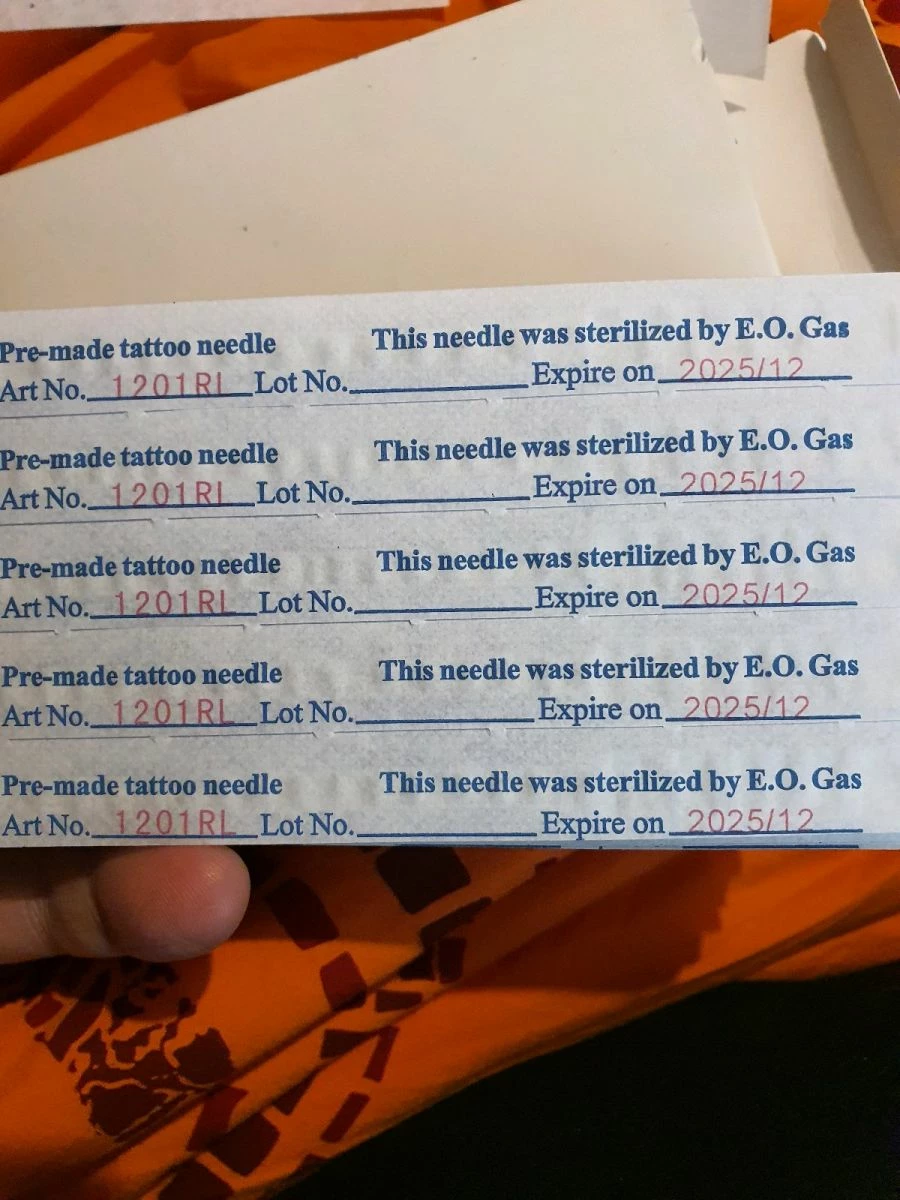 Pre-made tattoo needle This needle was sterilized by E.O. Gas
Art No. 1201RL Lot No. Expire on 2025/12
Pre-made tattoo needle This needle was sterilized by E.O. Gas
Art No. 1201RL Lot No. Expire on 2025/12
Pre-made tattoo needle This needle was sterilized by E.O. Gas
Art No. 1201RL Lot No. Expire on 2025/12
Pre-made tattoo needle This needle was sterilized by E.O. Gas
Art No. 1201RL Lot No. Expire on 2025/12
Pre-made tattoo needle This needle was sterilized by E.O. Gas
Art No. 1201RL Lot No. Expire on 2025/12